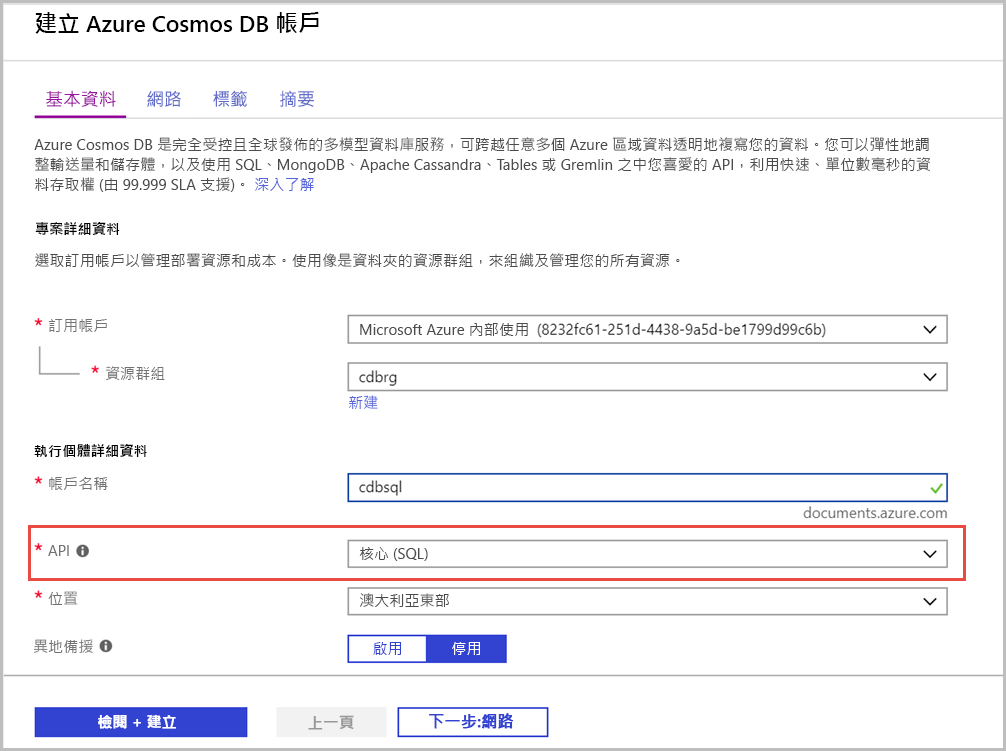 建立 Azure Cosmos DB 帳戶
基本資料 網路 標籤 摘要
Azure Cosmos DB 是完全受控且全球發佈的多模型資料庫服務，可跨越任意多個 Azure 區域資料透明地複寫您的資料。您可以彈性地調
整輸送量和儲存體，以及使用 SQL、MongoDB、Apache Cassandra、Tables 或 Gremlin 之中您喜愛的 API，利用快速、單位數毫秒的資
料存取權 (由 99.999 SLA 支援)。 深入了解
專案詳細資料
選取訂用帳戶以管理部署資源和成本。使用像是資料夾的資源群組，來組織及管理您的所有資源。
* 訂用帳戶 Microsoft Azure 內部使用 (8232fc61-251d-4438-9a5d-be1799d99c6b)
* 資源群組 cdbrg
新建
執行個體詳細資料
* 帳戶名稱 cdbsql
documents.azure.com
* API 核心 (SQL)
* 位置 澳大利亞東部
異地備援 啟用 停用
檢閱 + 建立 上一頁 下一步:網路